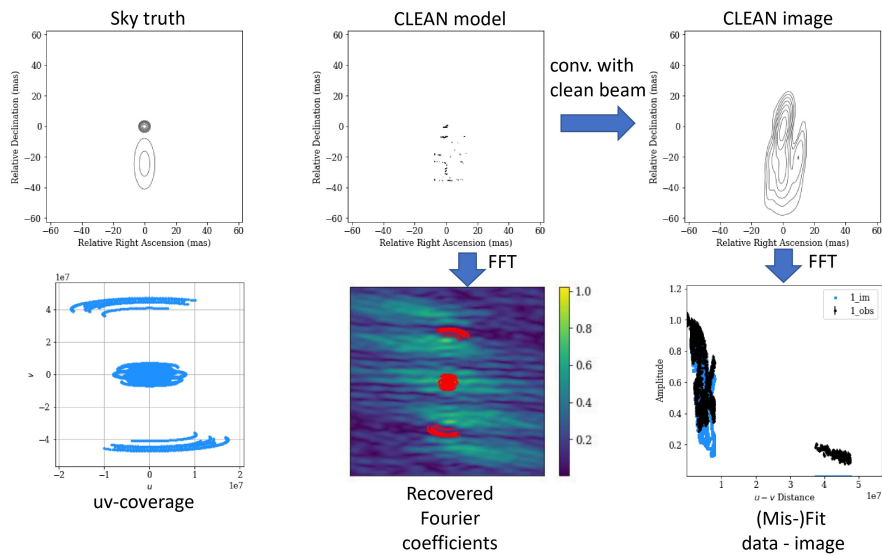 Sky truth
60
40
20
0
−20
−40
−60
−60 −40 −20 0 20 40 60
Relative Declination (mas)
Relative Right Ascension (mas)
CLEAN model
60
40
20
0
−20
−40
−60
−60 −40 −20 0 20 40 60
Relative Declination (mas)
Relative Right Ascension (mas)
conv. with
clean beam
CLEAN image
60
40
20
0
−20
−40
−60
−60 −40 −20 0 20 40 60
Relative Declination (mas)
Relative Right Ascension (mas)
FFT
FFT
1e7
4
2
0
−2
−4
v
−2 −1 0 1 2
u
1e7
uv-coverage
1.0
0.8
0.6
0.4
0.2
Recovered
Fourier
coefficients
1.2
1.0
0.8
0.6
0.4
0.2
Amplitude
1_im
1_obs
1 2 3 4 5
u − v Distance
1e7
(Mis-)Fit
data - image